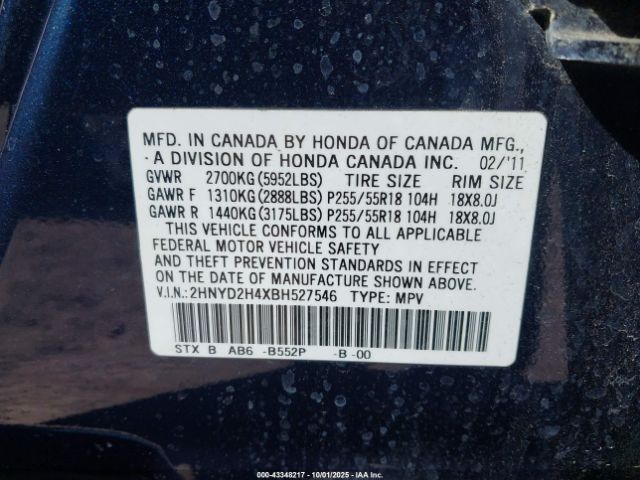 MFD. IN CANADA BY HONDA OF CANADA MFG.,
A DIVISION OF HONDA CANADA INC. 02/'11
GVWR 2700KG(5952LBS) TIRE SIZE RIM SIZE
GAWR F 1310KG(2888LBS) P255/55R18 104H 18X8.0J
GAWR R 1440KG(3175LBS) P255/55R18 104H 18X8.0J
THIS VEHICLE CONFORMS TO ALL APPLICABLE
FEDERAL MOTOR VEHICLE SAFETY
AND THEFT PREVENTION STANDARDS IN EFFECT
ON THE DATE OF MANUFACTURE SHOWN ABOVE.
V.I.N.: 2HNYD2H4XBH527546 TYPE: MPV
STX B AB6 -B552P -B -00
000-43348217 - 10/01/2025 - IAA Inc.